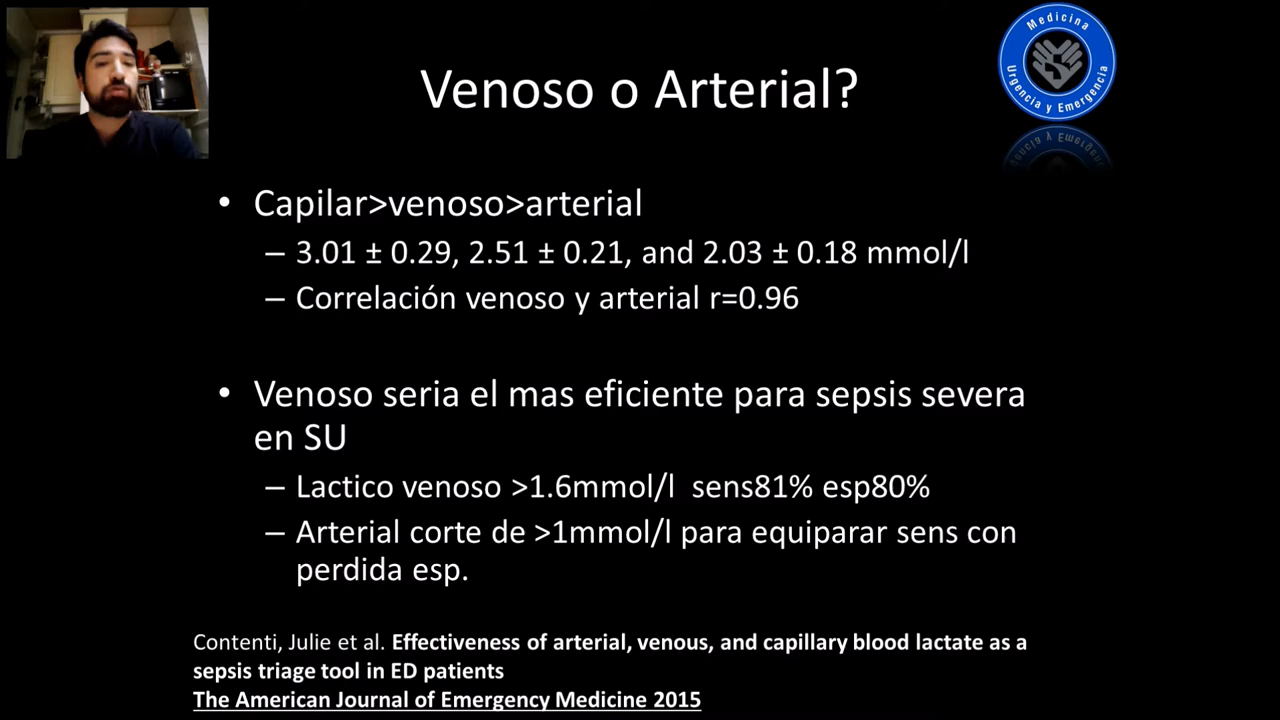 Venoso o Arterial?
Medicina
Urgencia y Emergencia
• Capilar>venoso>arterial
– 3.01 ± 0.29, 2.51 ± 0.21, and 2.03 ± 0.18 mmol/l
– Correlación venoso y arterial r=0.96
• Venoso seria el mas eficiente para sepsis severa
en SU
– Lactico venoso >1.6mmol/l sens81% esp80%
– Arterial corte de >1mmol/l para equiparar sens con
perdida esp.
Contenti, Julie et al. Effectiveness of arterial, venous, and capillary blood lactate as a
sepsis triage tool in ED patients
The American Journal of Emergency Medicine 2015